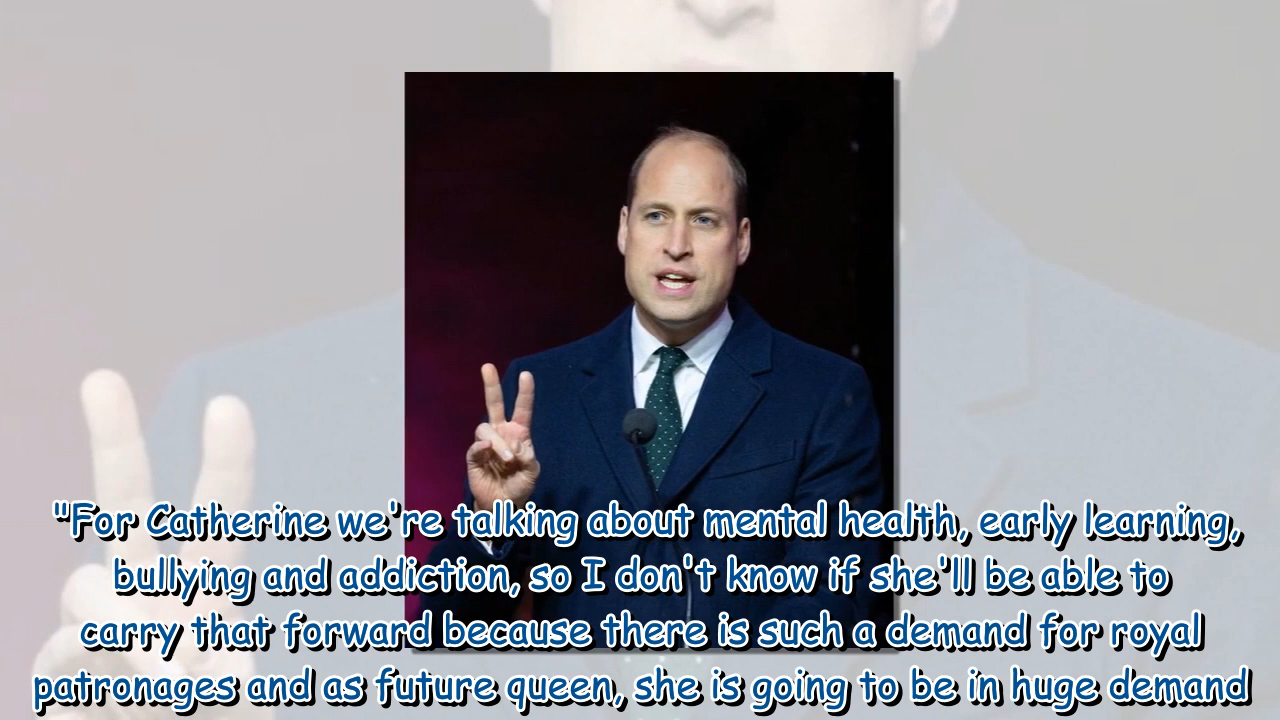 "For Catherine we're talking about mental health, early learning,
bullying and addiction, so I don't know if she'll be able to
carry that forward because there is such a demand for royal
patronages and as future queen, she is going to be in huge demand